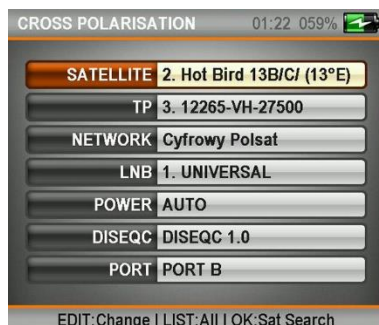 CROSS POLARISATION 01:22 059%
SATELLITE 2. Hot Bird 13B/C/ (13°E)
TP 3. 12265-VH-27500
NETWORK Cyfrowy Polsat
LNB 1. UNIVERSAL
POWER AUTO
DISEQC DISEQC 1.0
PORT PORT B
EDIT:Change | LIST:All | OK:Sat Search